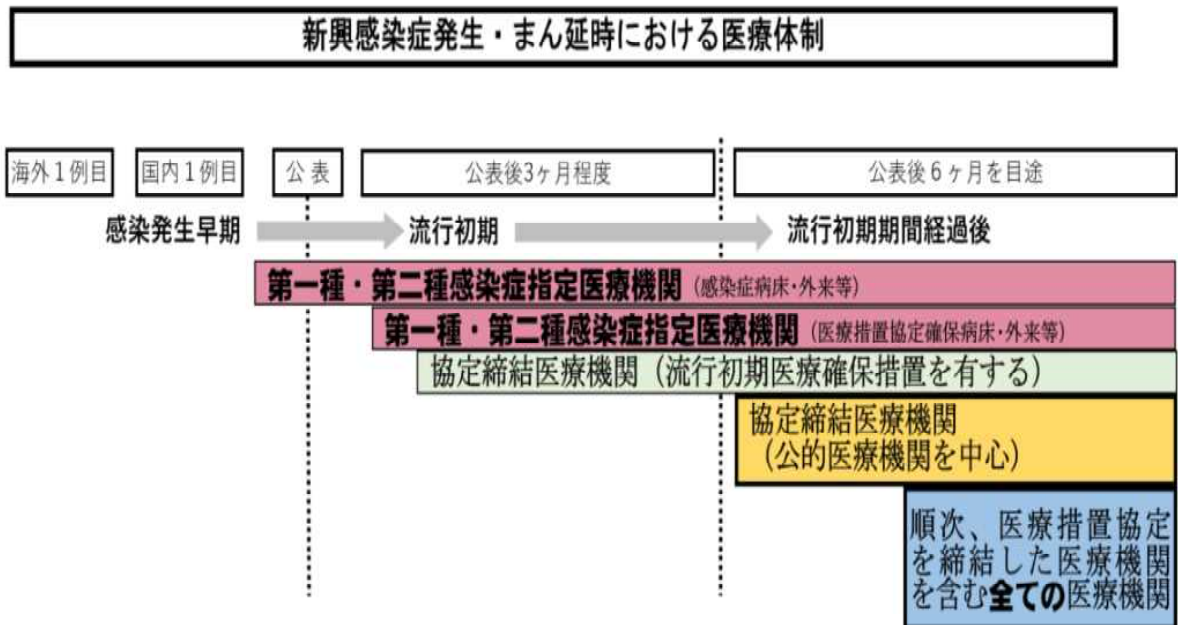 新興感染症発生・まん延時における医療体制
海外1例目 国内1例目 公表 公表後3ヶ月程度 公表後6ヶ月を目途
感染発生早期 流行初期 流行初期期間経過後
第一種・第二種感染症指定医療機関(感染症病床・外来等)
第一種・第二種感染症指定医療機関(医療措置協定確保病床・外来等)
協定締結医療機関(流行初期医療確保措置を有する)
協定締結医療機関
(公的医療機関を中心)
順次、医療措置協定
を締結した医療機関
を含む全ての医療機関